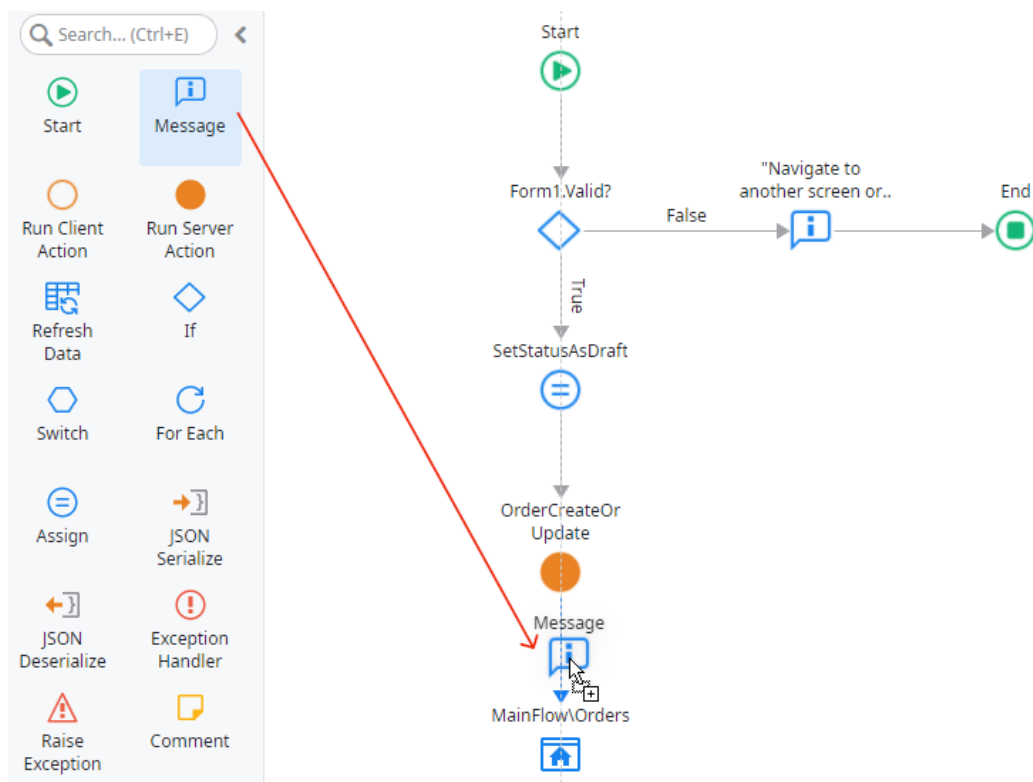 Search... (Ctrl+E)
Start
Message
Run Client
Action
Run Server
Action
Refresh
Data
If
Switch
For Each
Assign
JSON
Serialize
JSON
Deserialize
Exception
Handler
Raise
Exception
Comment
Start
Form1.Valid?
False
"Navigate to
another screen or..
End
True
SetStatusAsDraft
OrderCreateOr
Update
Message
MainFlow\Orders